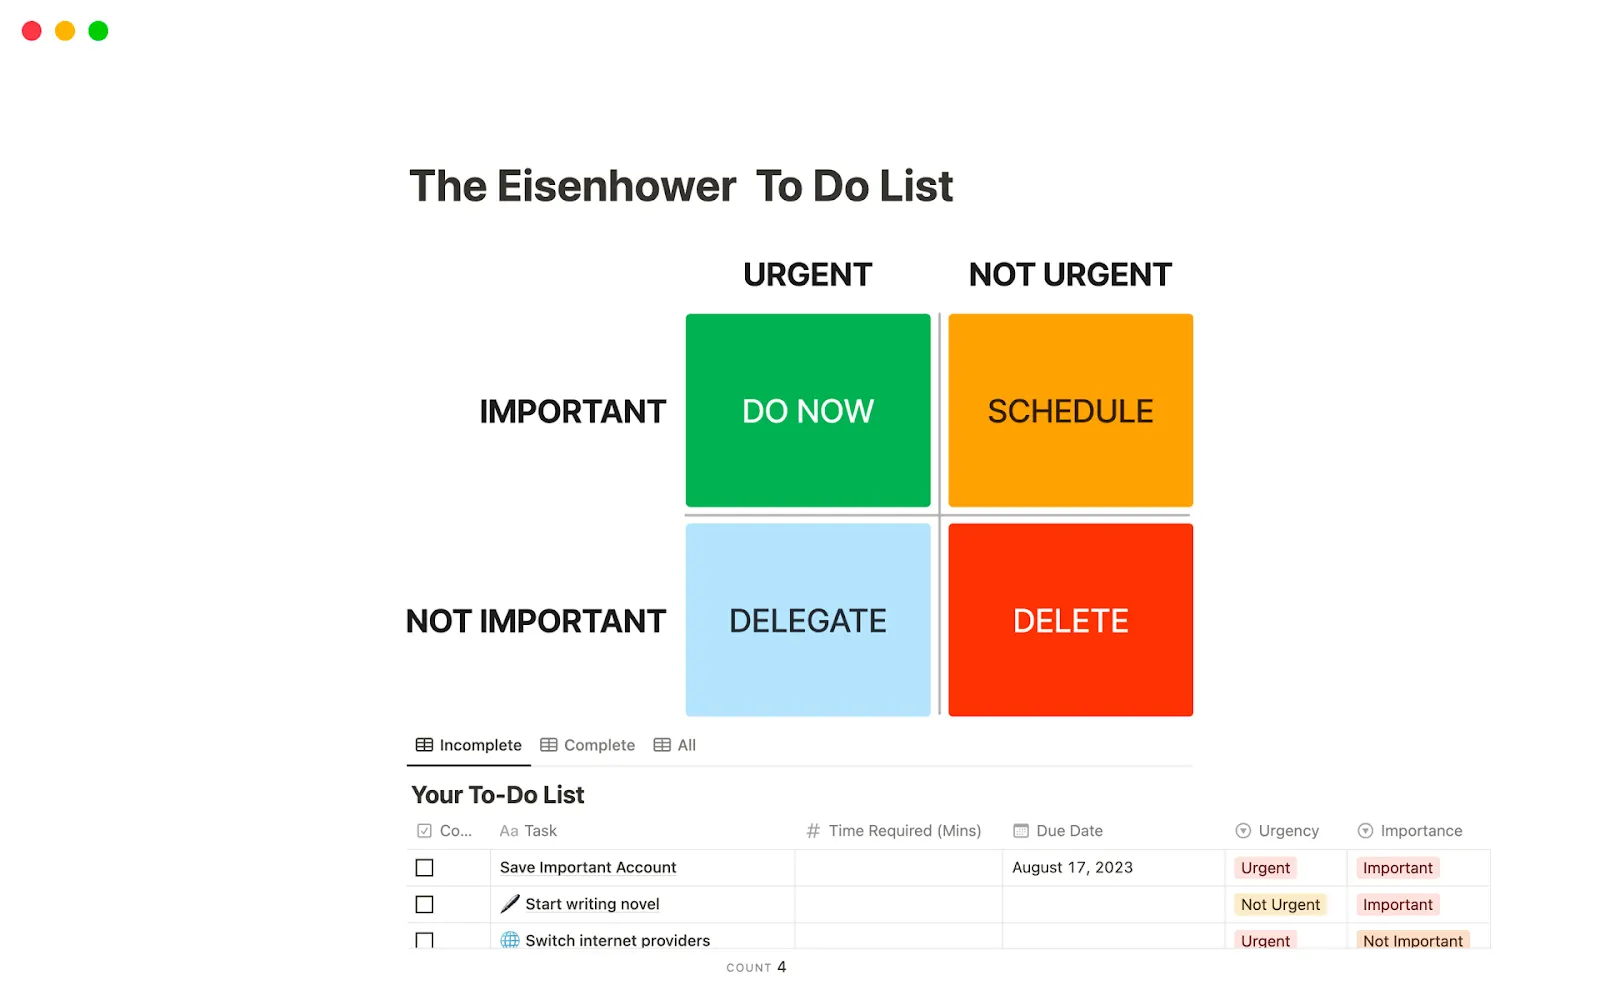 The Eisenhower  To Do List
URGENT NOT URGENT
IMPORTANT DO NOW SCHEDULE
NOT IMPORTANT DELEGATE DELETE
Incomplete Complete All
Your To-Do List
Co... Aa Task # Time Required (Mins) Due Date Urgency Importance
Save Important Account August 17, 2023 Urgent Important
Start writing novel Not Urgent Important
Switch internet providers Urgent Not Important
COUNT 4